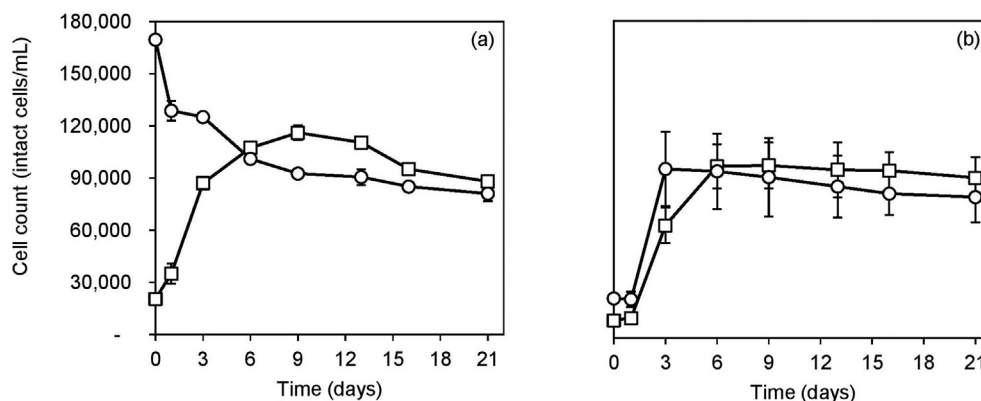 180,000
150,000
120,000
90,000
60,000
30,000
-
Cell count (intact cells/mL)
(a)
0 3 6 9 12 15 18 21
Time (days)
(b)
0 3 6 9 12 15 18 21
Time (days)